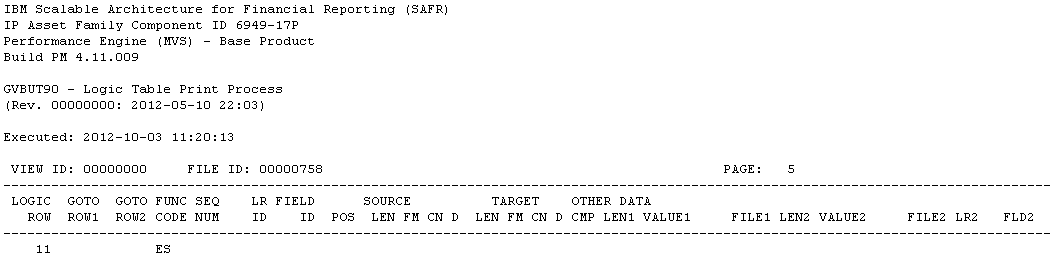 IBM Scalable Architecture for Financial Reporting (SAFR)
IP Asset Family Component ID 6949-17P
Performance Engine (MVS) - Base Product
Build PM 4.11.009
GVBUT90 - Logic Table Print Process
(Rev. 00000000: 2012-05-10 22:03)
Executed: 2012-10-03 11:20:13
VIEW ID: 00000000 FILE ID: 00000758 PAGE: 5
LOGIC GOTO GOTO FUNC SEQ LR FIELD SOURCE TARGET OTHER DATA
ROW ROW1 ROW2 CODE NUM ID ID POS LEN FM CN D LEN FM CN D CMP LEN1 VALUE1 FILE1 LEN2 VALUE2 FILE2 LR2 FLD2
11 ES